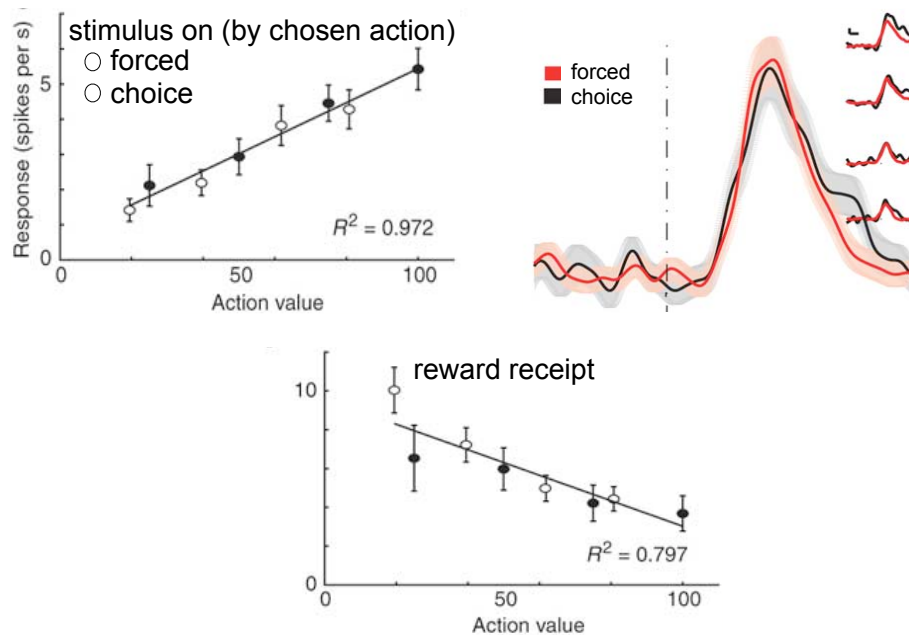 stimulus on (by chosen action)
forced
choice
Response (spikes per s)
5
0
R² = 0.972
0
50
100
Action value
forced
choice
reward receipt
10
0
R² = 0.797
0
50
100
Action value